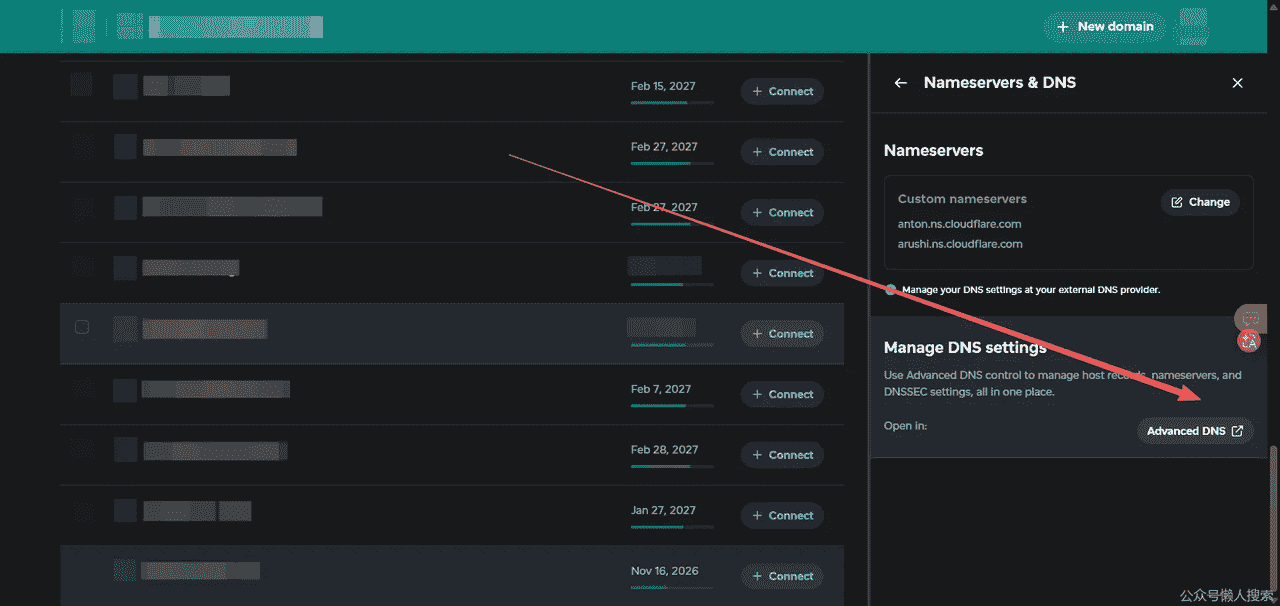 New domain
Feb 15, 2027
Connect
Feb 27, 2027
Connect
Feb 27, 2027
Connect
Connect
Connect
Feb 7, 2027
Connect
Feb 28, 2027
Connect
Jan 27, 2027
Connect
Nov 16, 2026
Connect
Nameservers & DNS
Nameservers
Custom nameservers
Change
anton.ns.cloudflare.com
arushi.ns.cloudflare.com
Manage your DNS settings at your external DNS provider.
Manage DNS settings
Use Advanced DNS control to manage host records, nameservers, and
DNSSEC settings, all in one place.
Open in:
Advanced DNS
公众号懒人搜索